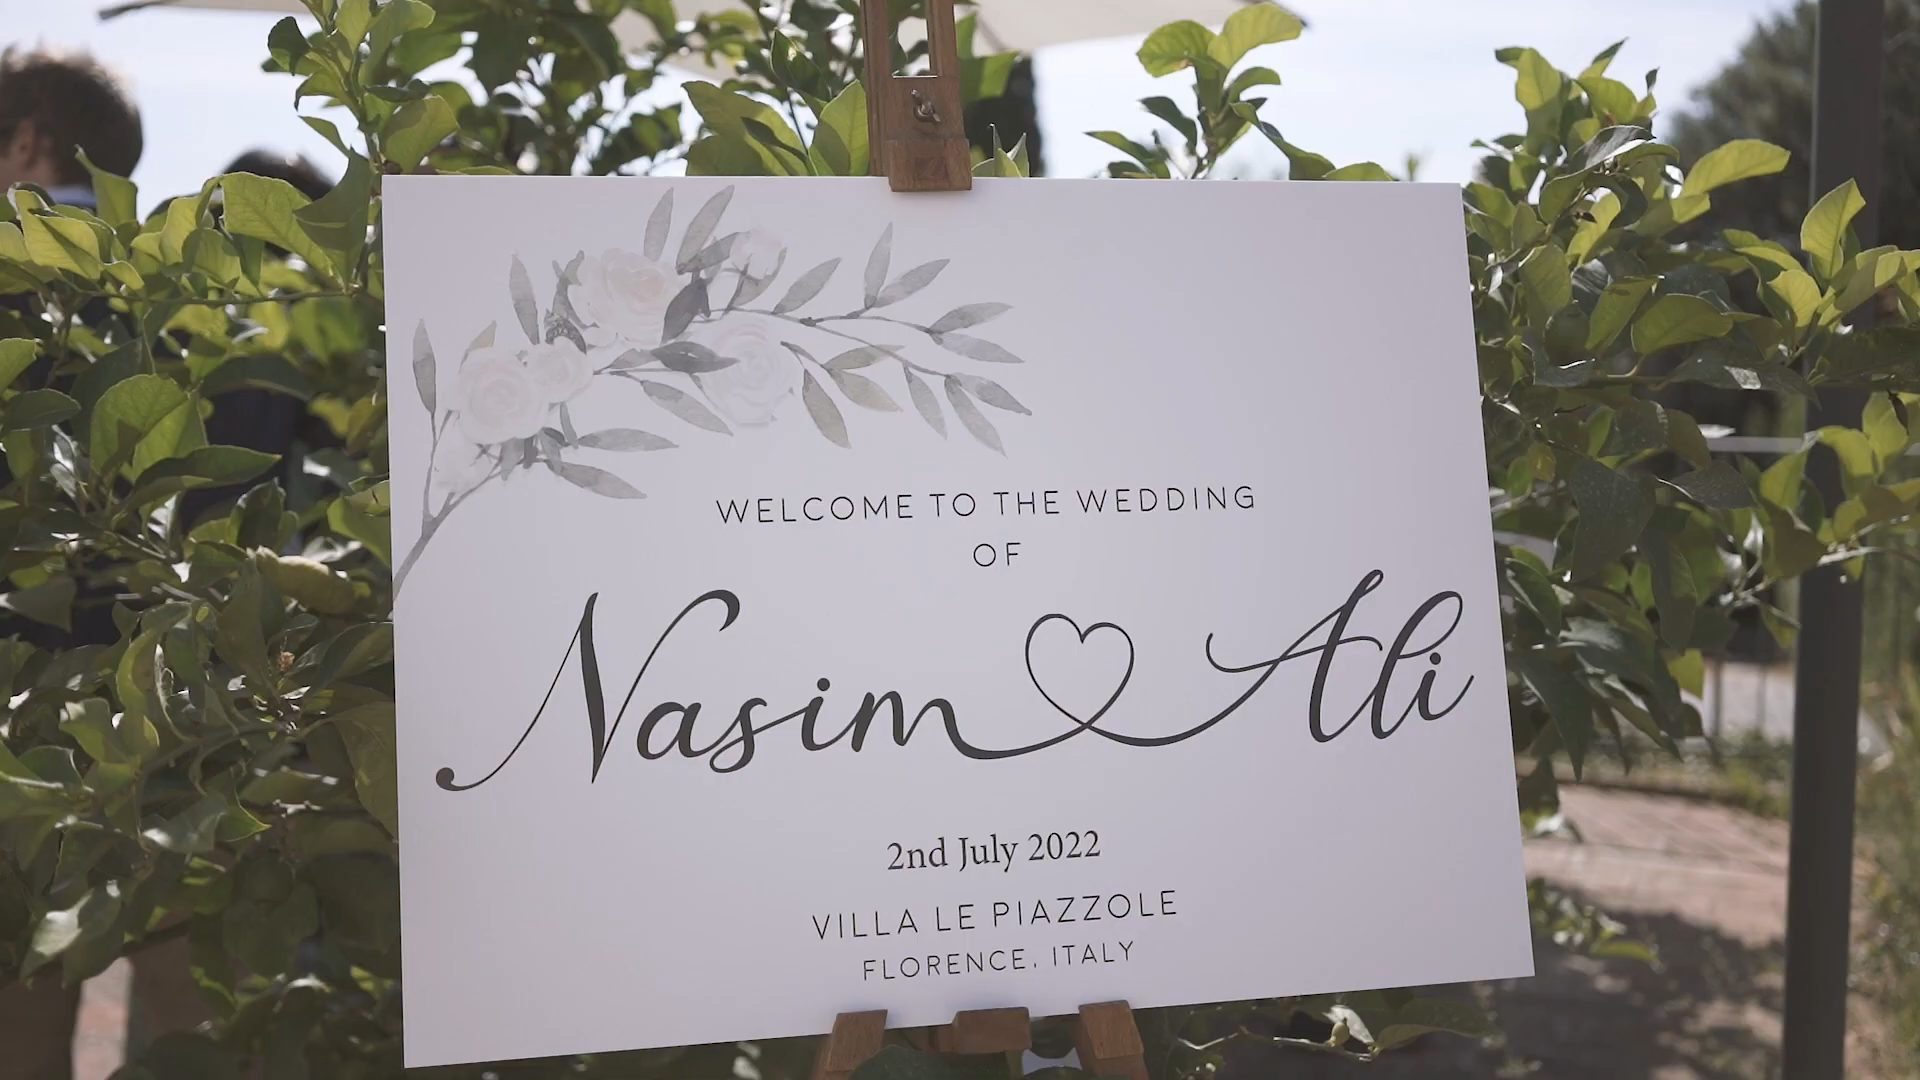 WELCOME TO THE WEDDING
OF
Nasim Ali
2nd July 2022
VILLA LE PIAZZOLE
FLORENCE, ITALY